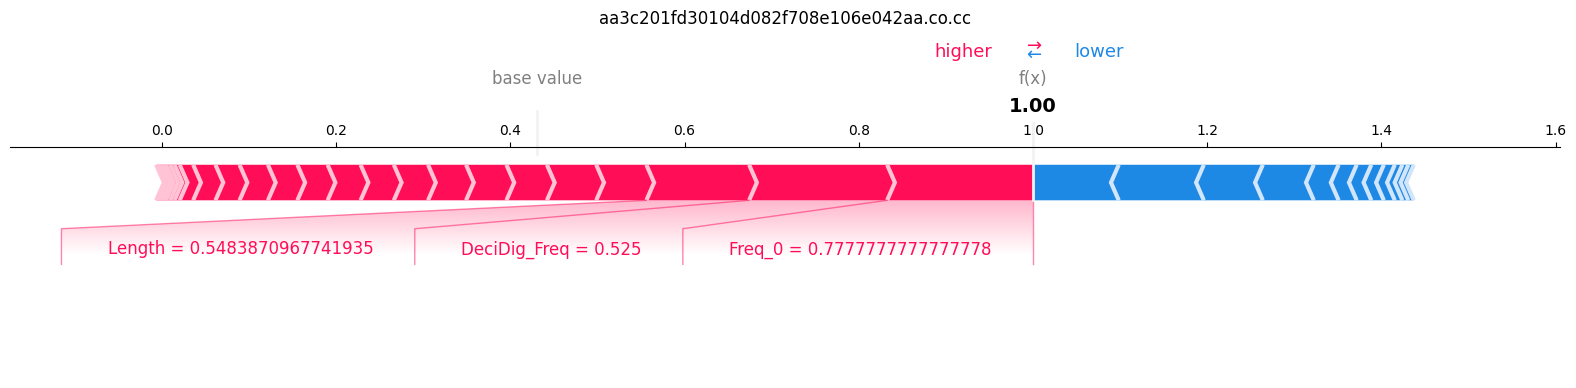 aa3c201fd30104d082f708e106e042aa.co.cc
higher → ← lower
base value f(x)
1.00
0.0 0.2 0.4 0.6 0.8 1.0 1.2 1.4 1.6
Length = 0.5483870967741935 DeciDig_Freq = 0.525 Freq_0 = 0.7777777777777778